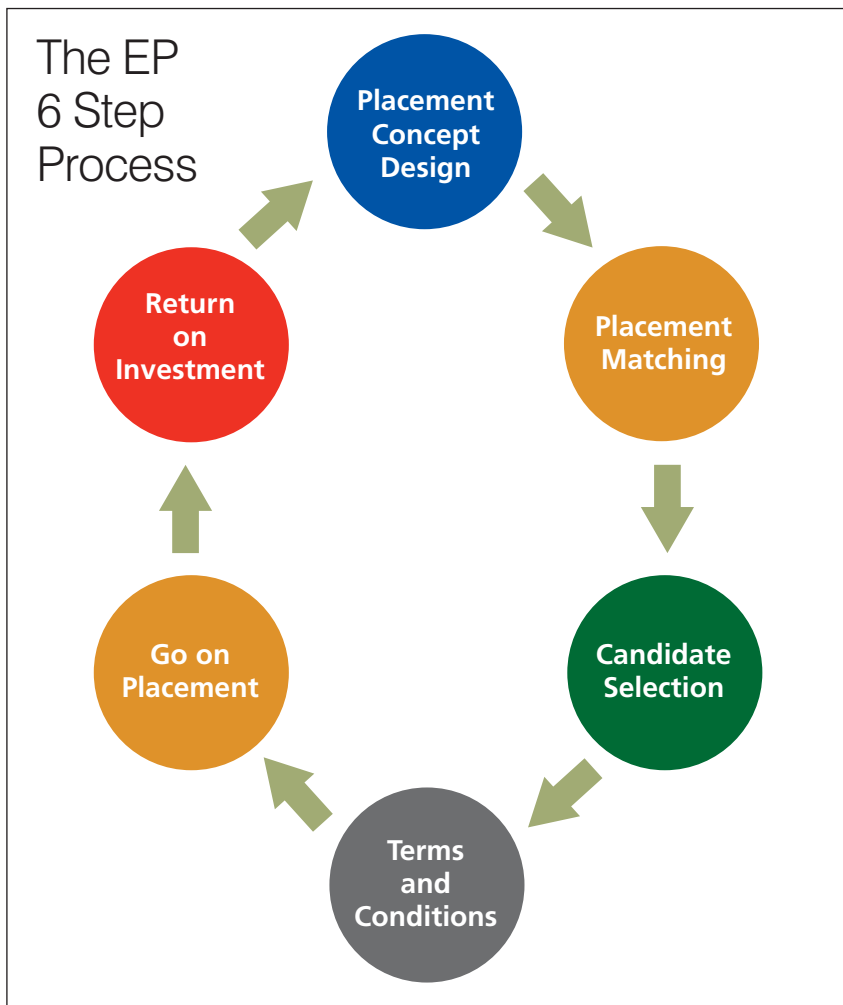 The EP
6 Step
Process
Placement
Concept
Design
Placement
Matching
Candidate
Selection
Terms
and
Conditions
Go on
Placement
Return
on
Investment